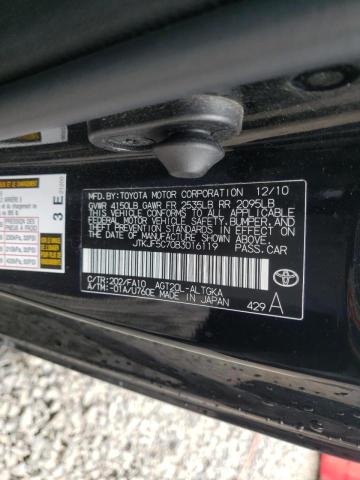 MFD.BY:TOYOTA MOTOR CORPORATION 12/10
GVWR 4150LB GAWR FR 2535LB RR 2095LB
THIS VEHICLE CONFORMS TO ALL APPLICABLE
FEDERAL MOTOR VEHICLE SAFETY, BUMPER, AND
THEFT PREVENTION STANDARDS IN EFFECT ON
THE DATE OF MANUFACTURE SHOWN ABOVE.
JTKJF5C70B3016119 PASS.CAR
C/TR:202/FA10 AGT20L-ALTGKA
A/TM:-01A/U760E MADE IN JAPAN
429 A
TOYOTA
3 E